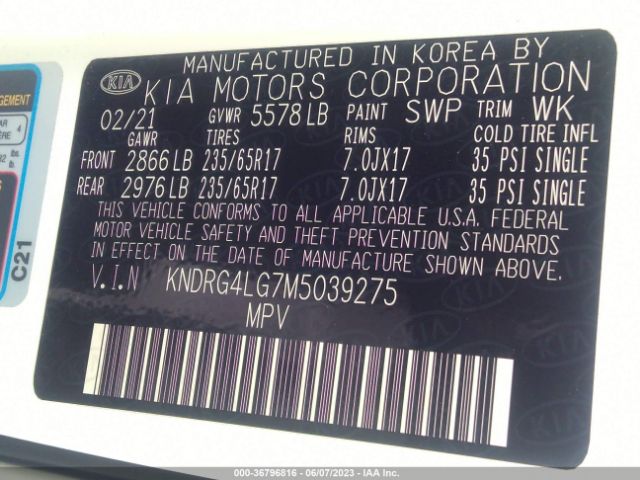 MANUFACTURED IN KOREA BY
KIA KIA MOTORS CORPORATION
02/21 GVWR 5578 LB PAINT SWP TRIM WK
GAWR TIRES RIMS COLD TIRE INFL
FRONT 2866 LB 235/65R17 7.0JX17 35 PSI SINGLE
REAR 2976 LB 235/65R17 7.0JX17 35 PSI SINGLE
THIS VEHICLE CONFORMS TO ALL APPLICABLE U.S.A. FEDERAL
MOTOR VEHICLE SAFETY AND THEFT PREVENTION STANDARDS
IN EFFECT ON THE DATE OF MANUFACTURE SHOWN ABOVE.
V.I.N KNDRG4LG7M5039275
MPV
C21
000-36796816 - 06/07/2023 - IAA Inc.